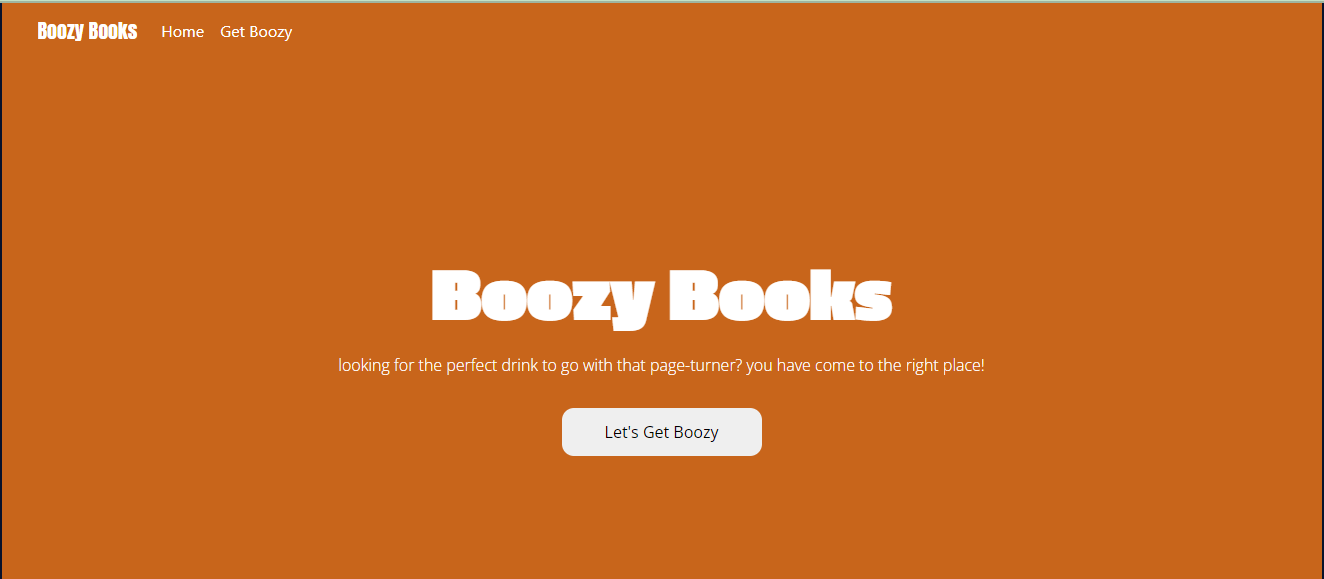 Boozy Books Home Get Boozy
Boozy Books
looking for the perfect drink to go with that page-turner? you have come to the right place!
Let's Get Boozy